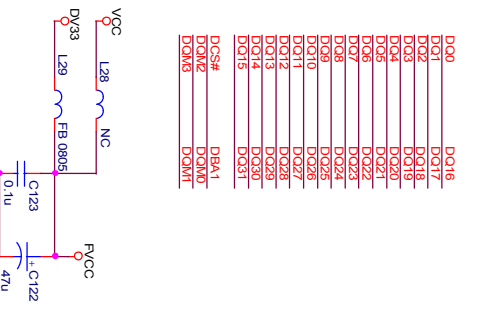 DQ0 DQ16
DQ1 DQ17
DQ2 DQ18
DQ3 DQ19
DQ4 DQ20
DQ5 DQ21
DQ6 DQ22
DQ7 DQ23
DQ8 DQ24
DQ9 DQ25
DQ10 DQ26
DQ11 DQ27
DQ12 DQ28
DQ13 DQ29
DQ14 DQ30
DQ15 DQ31
DCS# DBA1
DQM2 DQM0
DQM3 DQM1
VCC L28 NC
DV33 L29 FB 0805
FVCC
C123
0.1u
+ C122
47u